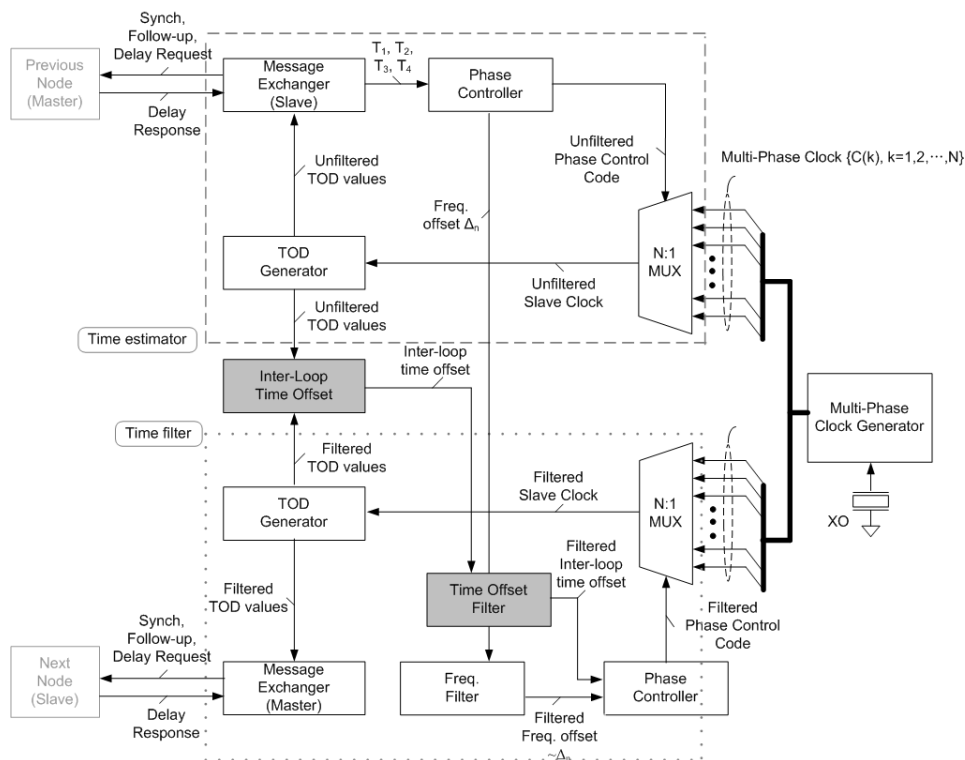 Synch,
Follow-up,
Delay Request
Previous
Node
(Master)
Delay
Response
Message
Exchanger
(Slave)
T1, T2,
T3, T4
Phase
Controller
Unfiltered
TOD values
Unfiltered
Phase Control
Code
Multi-Phase Clock {C(k), k=1,2,···,N}
Freq.
offset Δn
TOD
Generator
N:1
MUX
Unfiltered
Slave Clock
Unfiltered
TOD values
Time estimator
Inter-Loop
Time Offset
Inter-loop
time offset
Multi-Phase
Clock Generator
XO
Time filter
Filtered
TOD values
Filtered
Slave Clock
TOD
Generator
N:1
MUX
Filtered
Inter-loop
time offset
Filtered
TOD values
Time Offset
Filter
Filtered
Phase Control
Code
Synch,
Follow-up,
Delay Request
Next
Node
(Slave)
Delay
Response
Message
Exchanger
(Master)
Freq.
Filter
Phase
Controller
Filtered
Freq. offset
~Δn